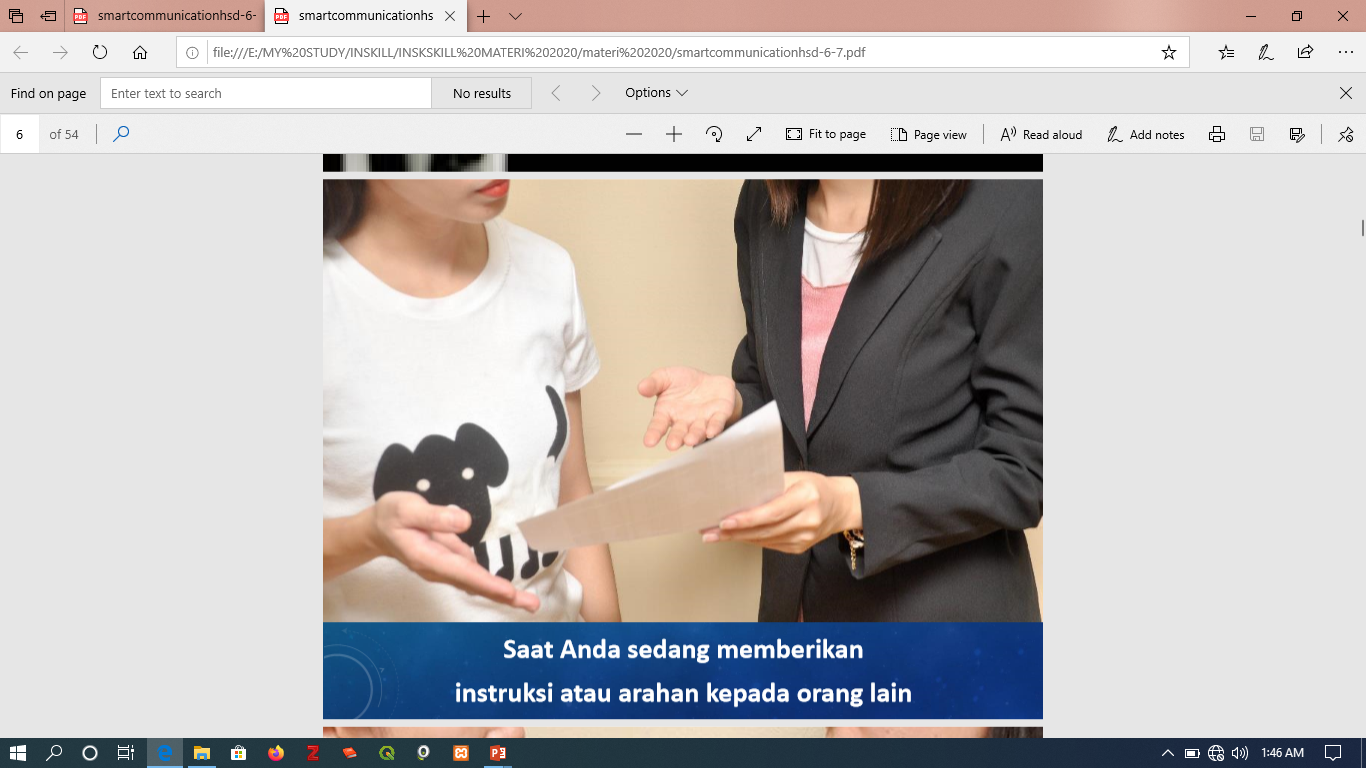 smartcommunicationhsd-6-
smartcommunicationhs
file:///E:/MY%20STUDY/INSKILL/INSKSKILL%20MATERI%202020/materi%202020/smartcommunicationhsd-6-7.pdf
Find on page
Enter text to search
No results
Options
6 of 54
Fit to page
Page view
Read aloud
Add notes
Saat Anda sedang memberikan
instruksi atau arahan kepada orang lain
1:46 AM